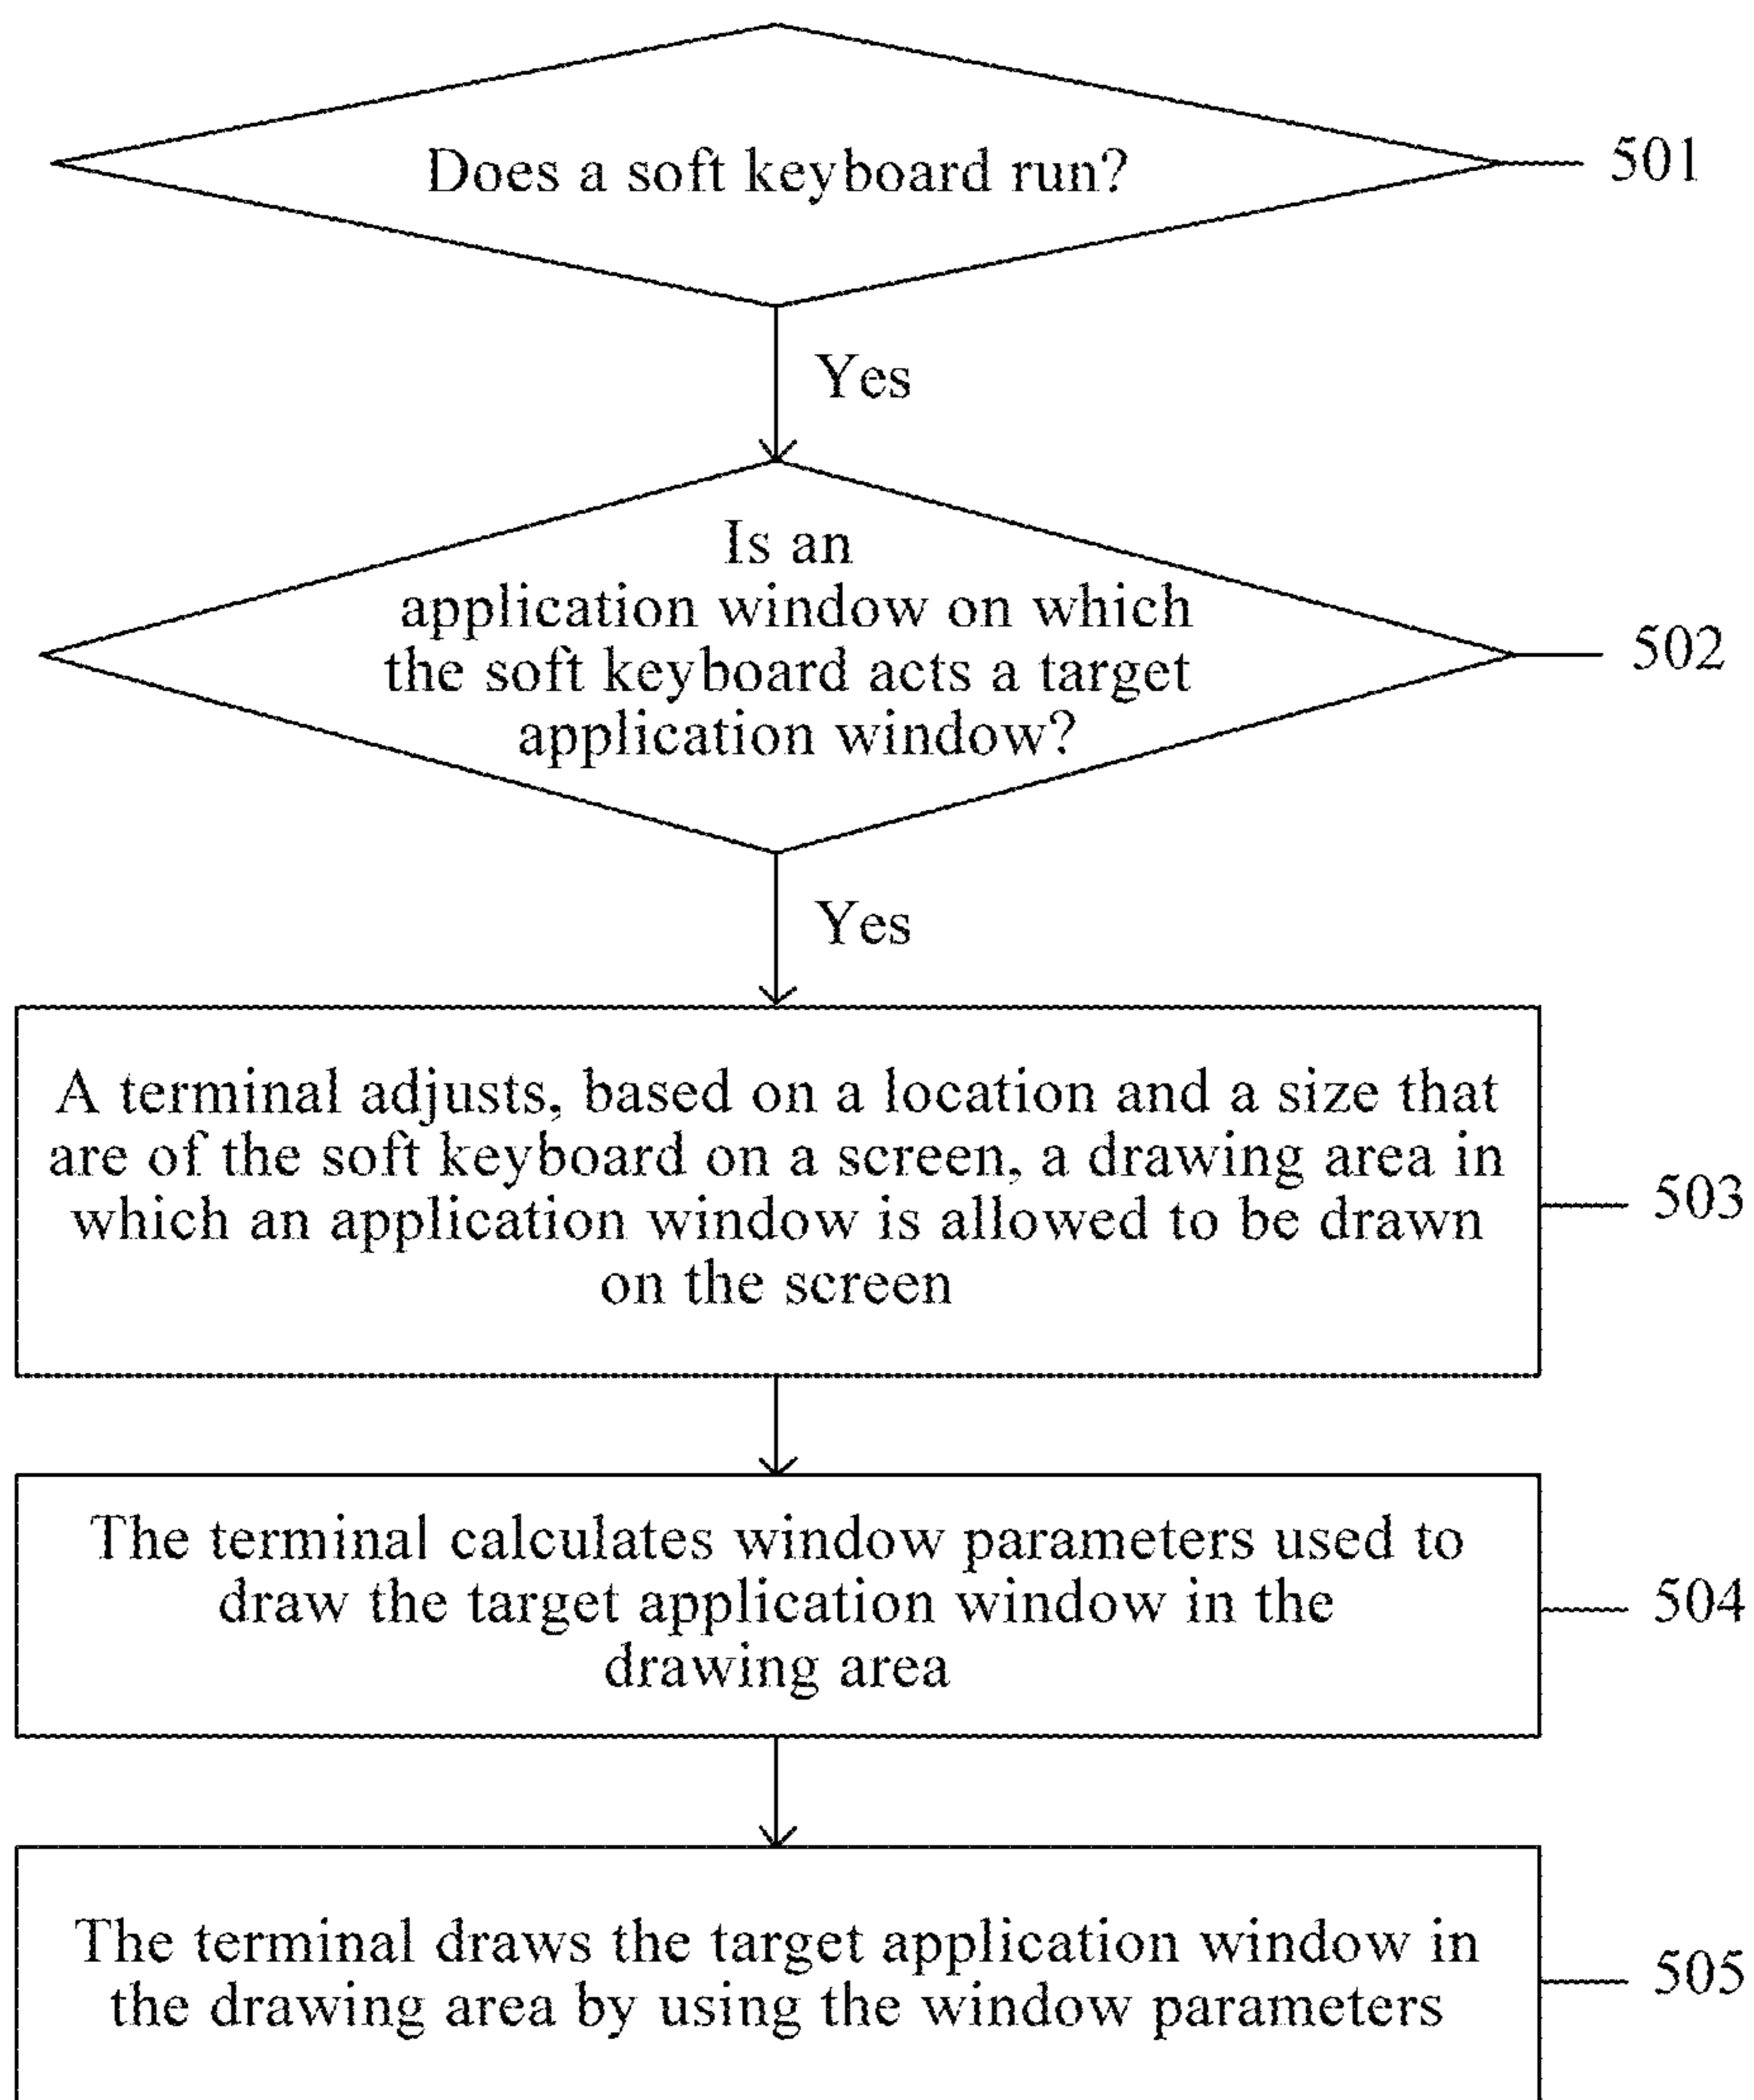 Does a soft keyboard run?
501
Yes
Is an
application window on which
the soft keyboard acts a target
application window?
502
Yes
A terminal adjusts, based on a location and a size that
are of the soft keyboard on a screen, a drawing area in
which an application window is allowed to be drawn
on the screen
503
The terminal calculates window parameters used to
draw the target application window in the
drawing area
504
The terminal draws the target application window in
the drawing area by using the window parameters
505